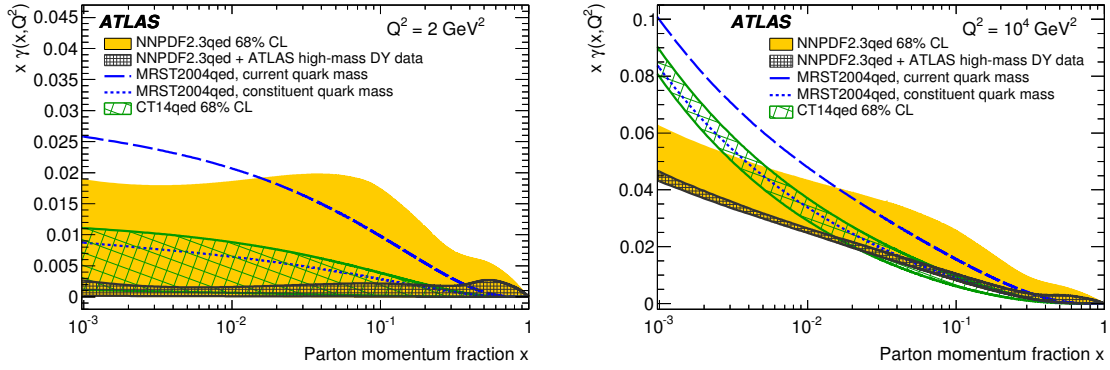 ATLAS
Q² = 2 GeV²
NNPDF2.3qed 68% CL
NNPDF2.3qed + ATLAS high-mass DY data
MRST2004qed, current quark mass
MRST2004qed, constituent quark mass
CT14qed 68% CL
x γ(x,Q²)
0.045
0.04
0.035
0.03
0.025
0.02
0.015
0.01
0.005
0
10⁻³
10⁻²
10⁻¹
1
Parton momentum fraction x
ATLAS
Q² = 10⁴ GeV²
NNPDF2.3qed 68% CL
NNPDF2.3qed + ATLAS high-mass DY data
MRST2004qed, current quark mass
MRST2004qed, constituent quark mass
CT14qed 68% CL
x γ(x,Q²)
0.1
0.08
0.06
0.04
0.02
0
10⁻³
10⁻²
10⁻¹
1
Parton momentum fraction x